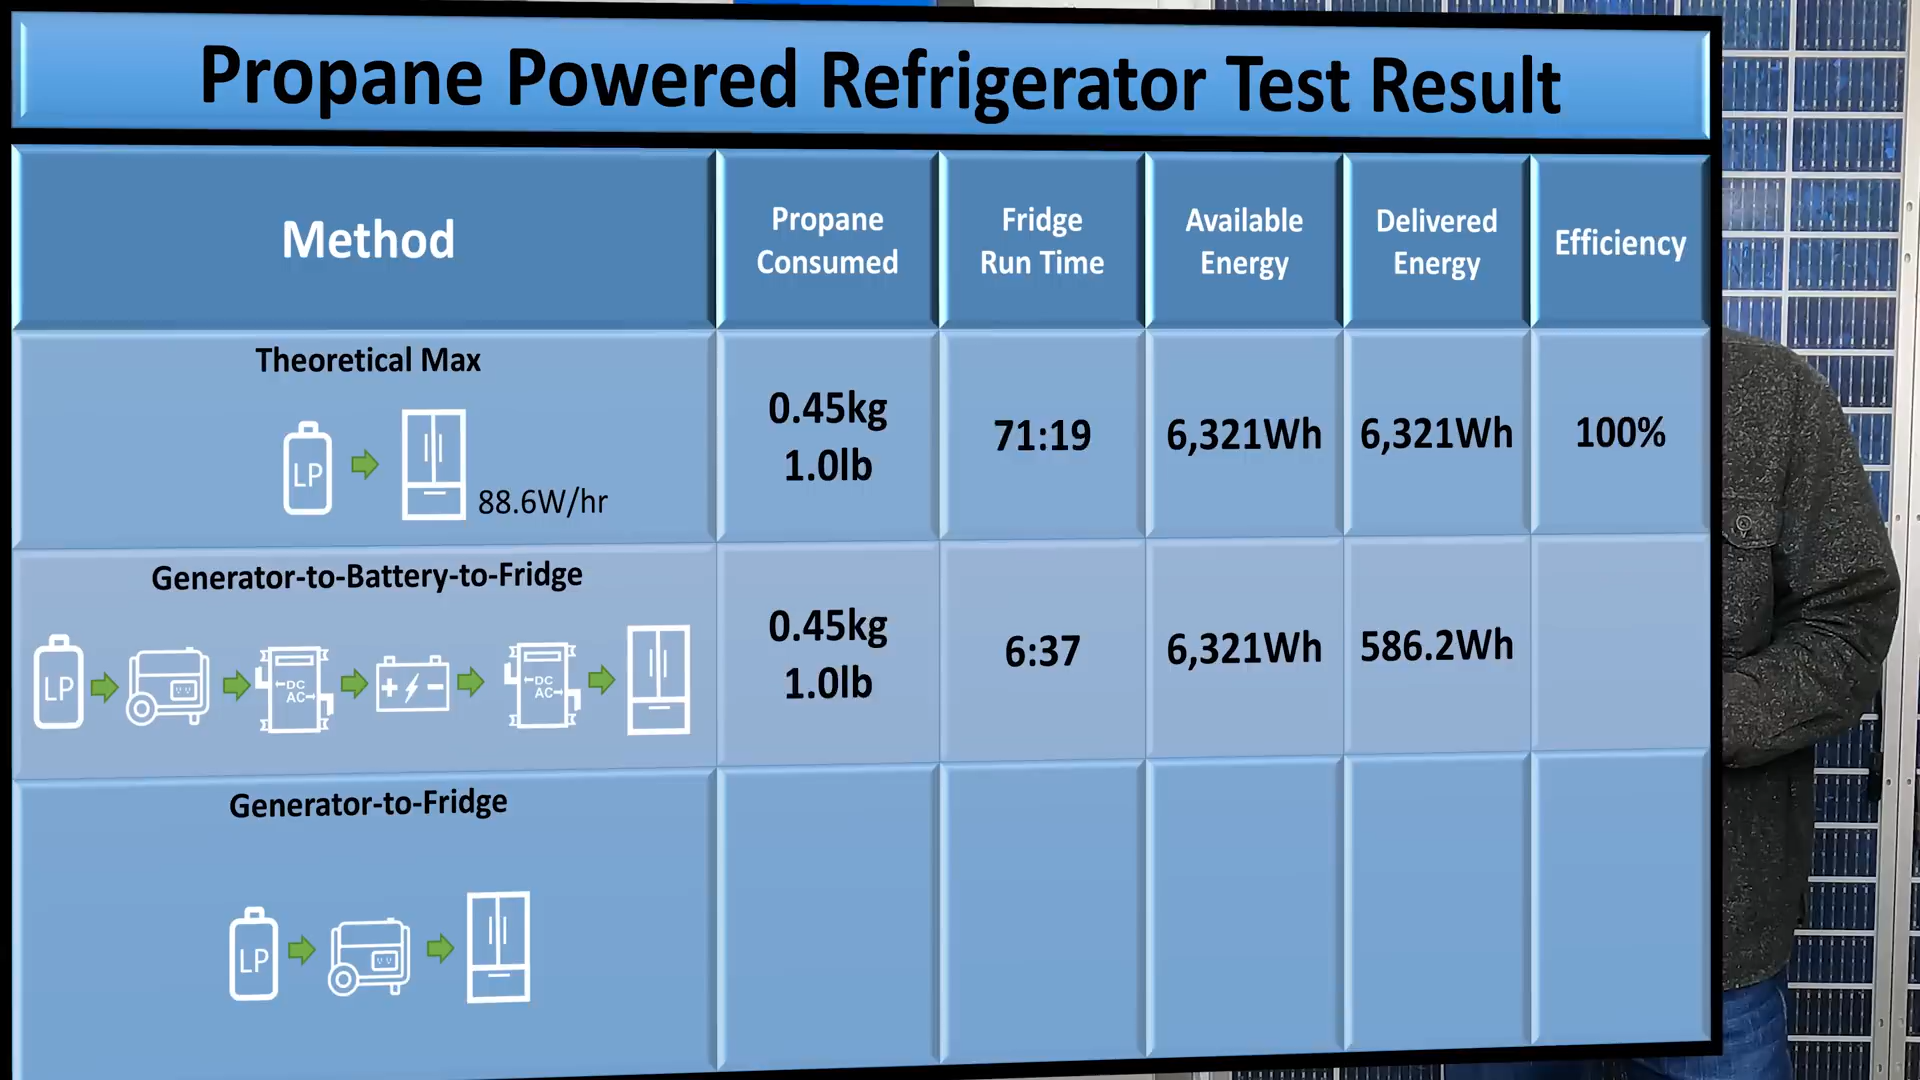 Propane Powered Refrigerator Test Result
Method
Propane
Consumed
Fridge
Run Time
Available
Energy
Delivered
Energy
Efficiency
Theoretical Max
LP
88.6W/hr
0.45kg
1.0lb
71:19
6,321Wh
6,321Wh
100%
Generator-to-Battery-to-Fridge
LP
DC
AC
+ -
DC
AC
0.45kg
1.0lb
6:37
6,321Wh
586.2Wh
Generator-to-Fridge
LP